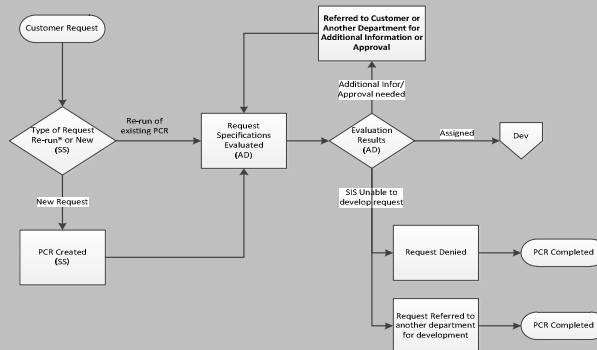 Customer Request
Referred to Customer or
Another Department for
Additional Information or
Approval
Additional Infor/
Approval needed
Type of Request
Re-run* or New
(SS)
Re-run of
existing PCR
Request
Specifications
Evaluated
(AD)
Evaluation
Results
(AD)
Assigned
Dev
New Request
SIS Unable to
develop request
PCR Created
(SS)
Request Denied
PCR Completed
Request Referred to
another department
for development
PCR Completed